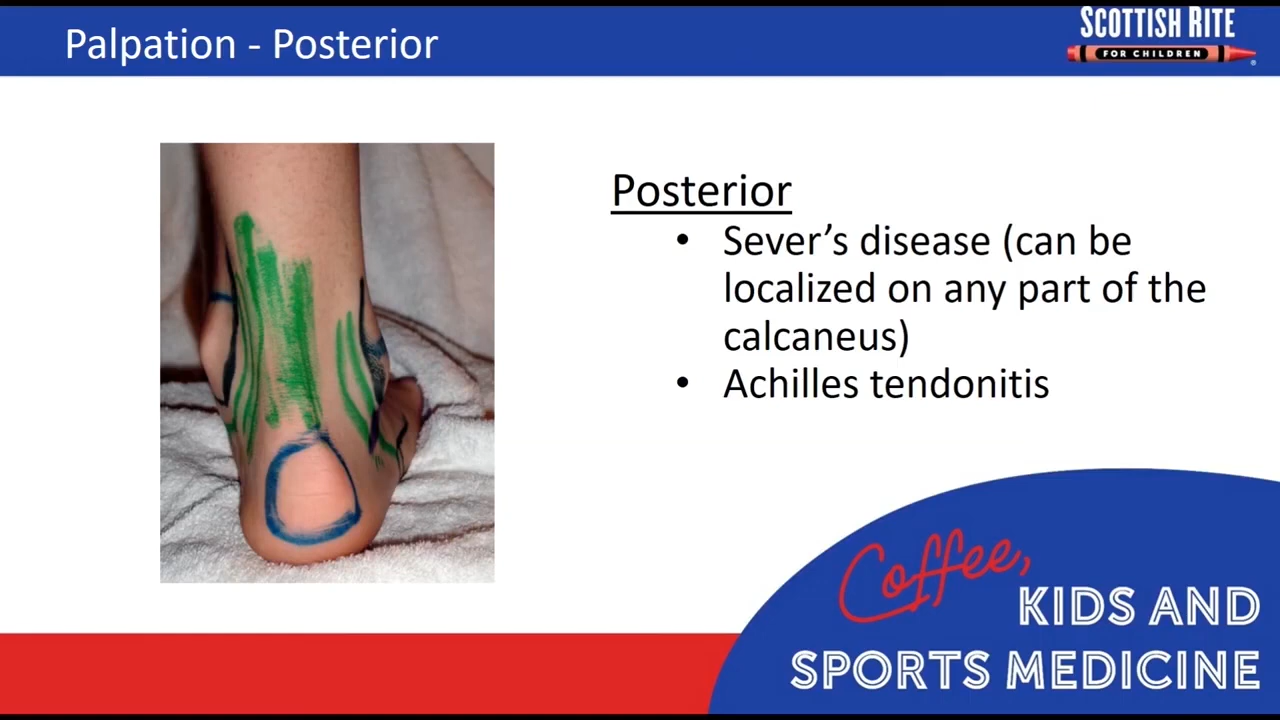 Palpation - Posterior
SCOTTISH RITE
FOR CHILDREN
®
Posterior
• Sever’s disease (can be
localized on any part of the
calcaneus)
• Achilles tendonitis
Coffee,
KIDS AND
SPORTS MEDICINE